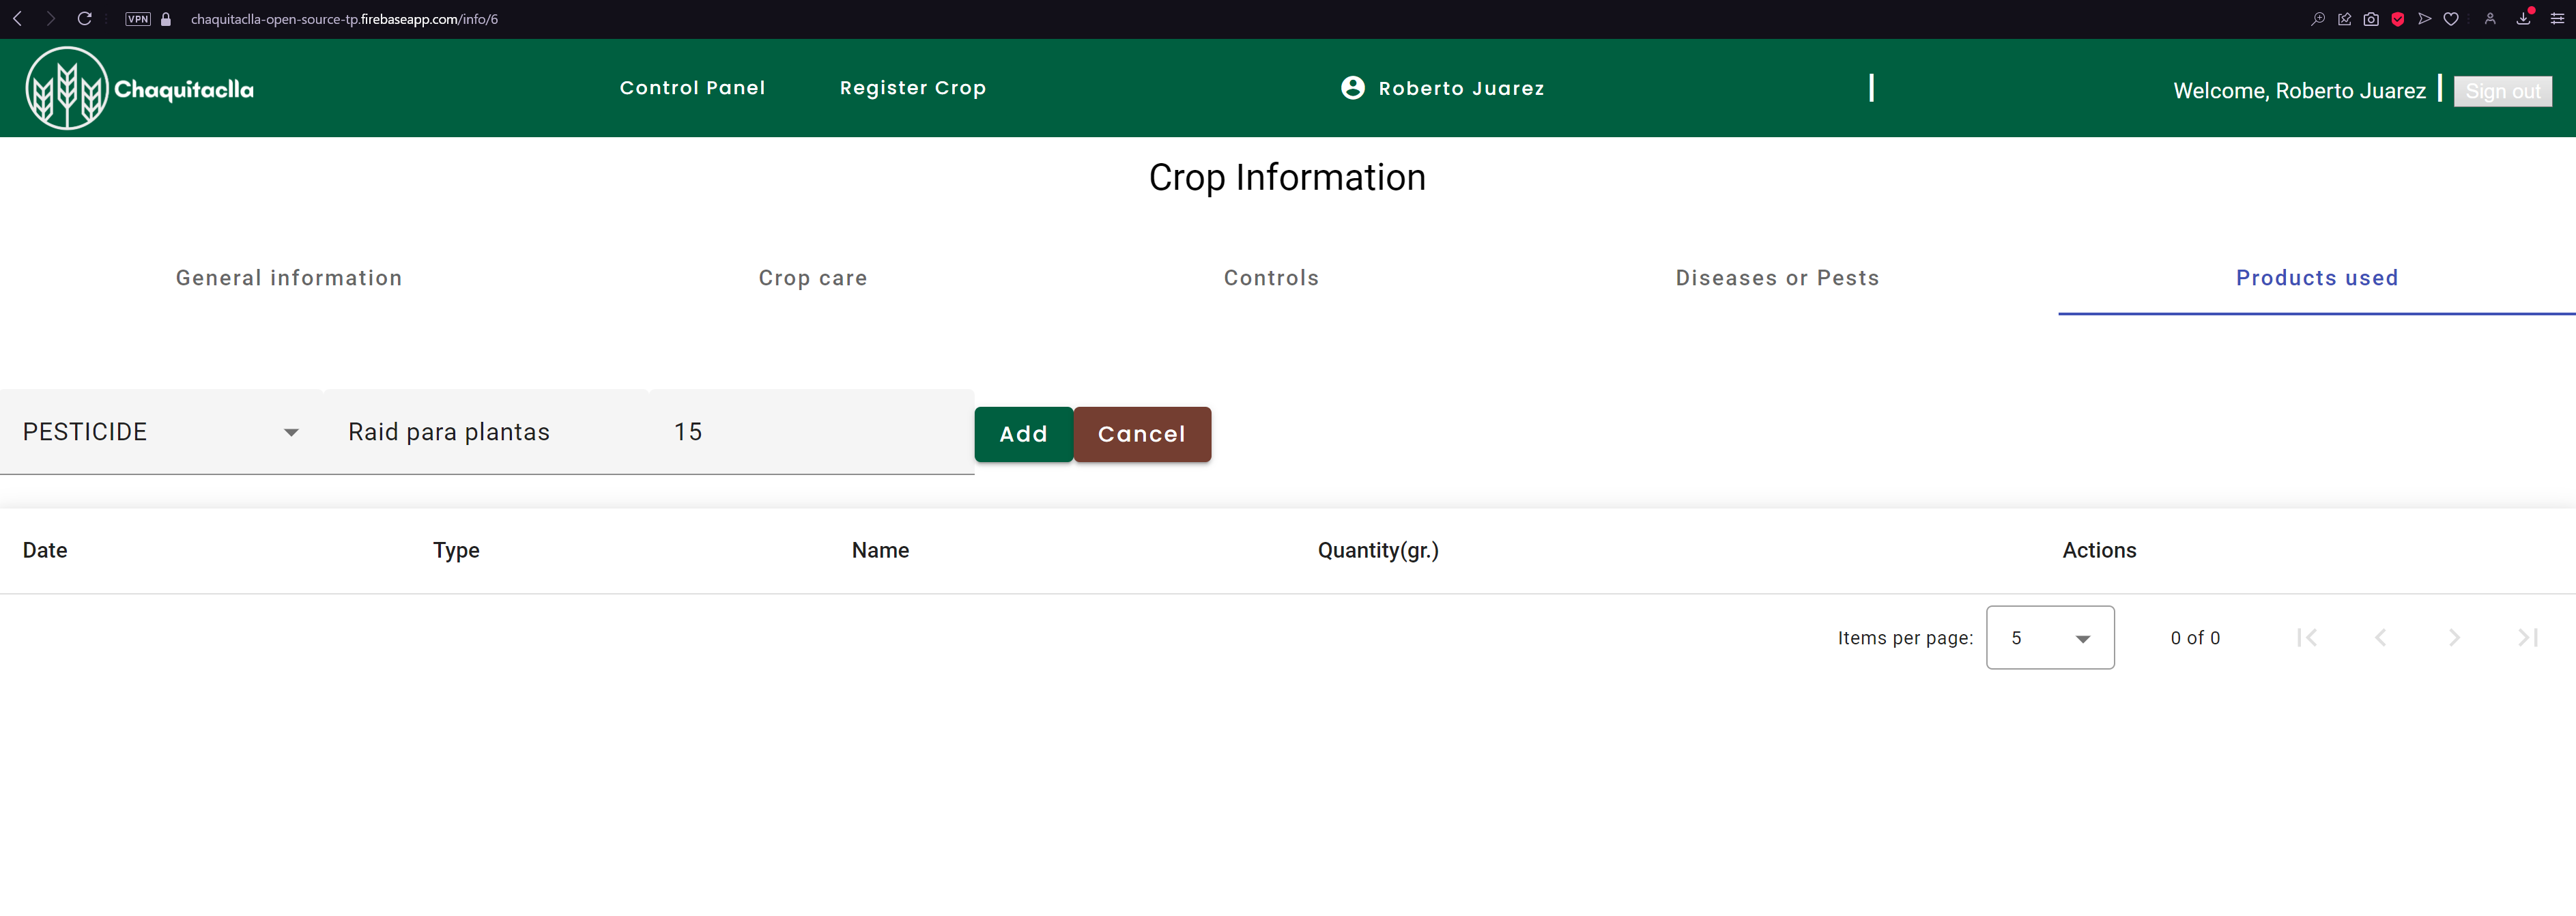 VPN chaquitaclla-open-source-tp.firebaseapp.com/info/6
Chaquitaclla
Control Panel
Register Crop
Roberto Juarez
|
Welcome, Roberto Juarez |
Sign out
Crop Information
General information
Crop care
Controls
Diseases or Pests
Products used
PESTICIDE
Raid para plantas
15
Add
Cancel
Date
Type
Name
Quantity(gr.)
Actions
Items per page:
5
0 of 0